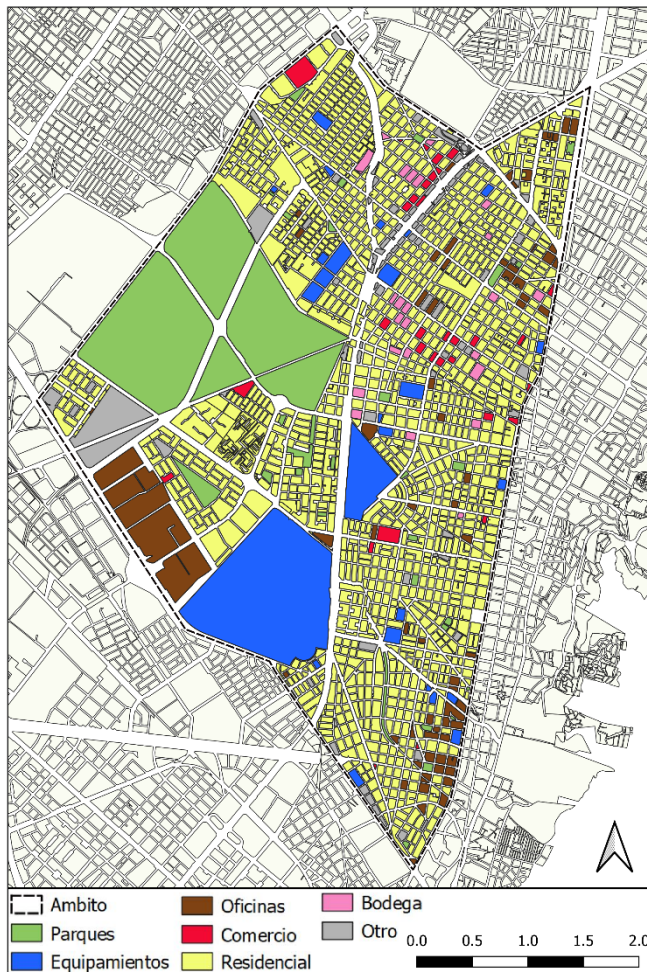 Ambito
Oficinas
Bodega
Parques
Comercio
Otro
Equipamientos
Residencial
0.0 0.5 1.0 1.5 2.0